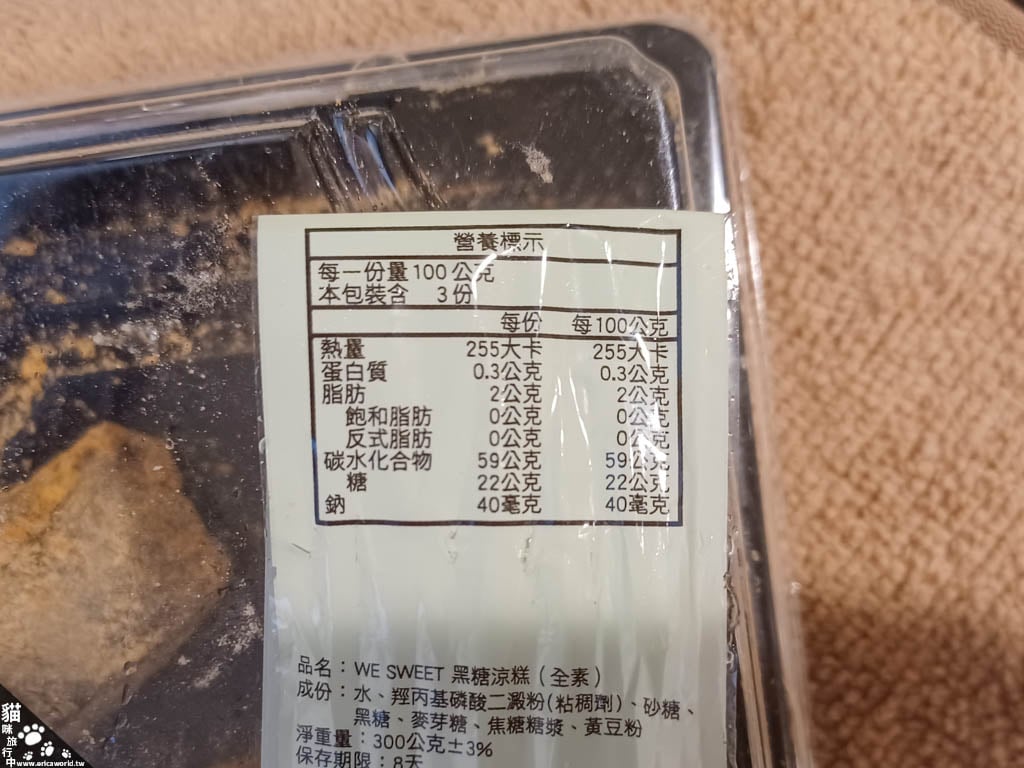 營養標示
每一份量100公克
本包裝含 3份
每份 每100公克
熱量 255大卡 255大卡
蛋白質 0.3公克 0.3公克
脂肪 2公克 2公克
飽和脂肪 0公克 0公克
反式脂肪 0公克 0公克
碳水化合物 59公克 59公克
糖 22公克 22公克
鈉 40毫克 40毫克
品名：WE SWEET 黑糖涼糕（全素）
成份：水、羥丙基磷酸二澱粉(粘稠劑)、砂糖、
黑糖、麥芽糖、焦糖糖漿、黃豆粉
淨重量：300公克±3%
保存期限：8天
貓咪旅行中
www.ericaworld.tw